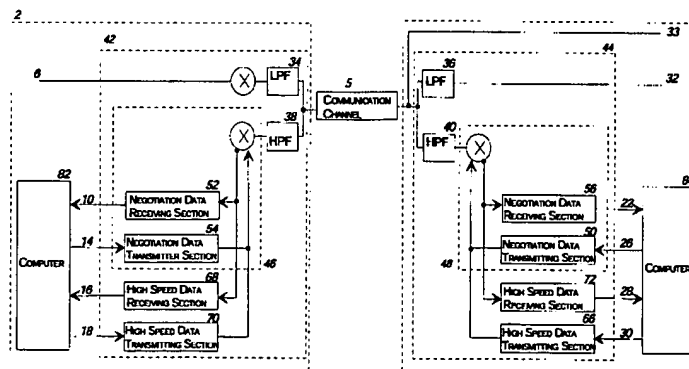 2
42
44
33
6
34
LPF
5
COMMUNICATION
CHANNEL
36
LPF
32
38
HPF
40
HPF
82
COMPUTER
10
52
NEGOTIATION DATA
RECEIVING SECTION
14
54
NEGOTIATION DATA
TRANSMITTER SECTION
46
16
68
HIGH SPEED DATA
RECEIVING SECTION
18
70
HIGH SPEED DATA
TRANSMITTING SECTION
56
NEGOTIATION DATA
RECEIVING SECTION
22
50
NEGOTIATION DATA
TRANSMITTING SECTION
26
48
72
HIGH SPEED DATA
RECEIVING SECTION
28
66
HIGH SPEED DATA
TRANSMITTING SECTION
30
COMPUTER